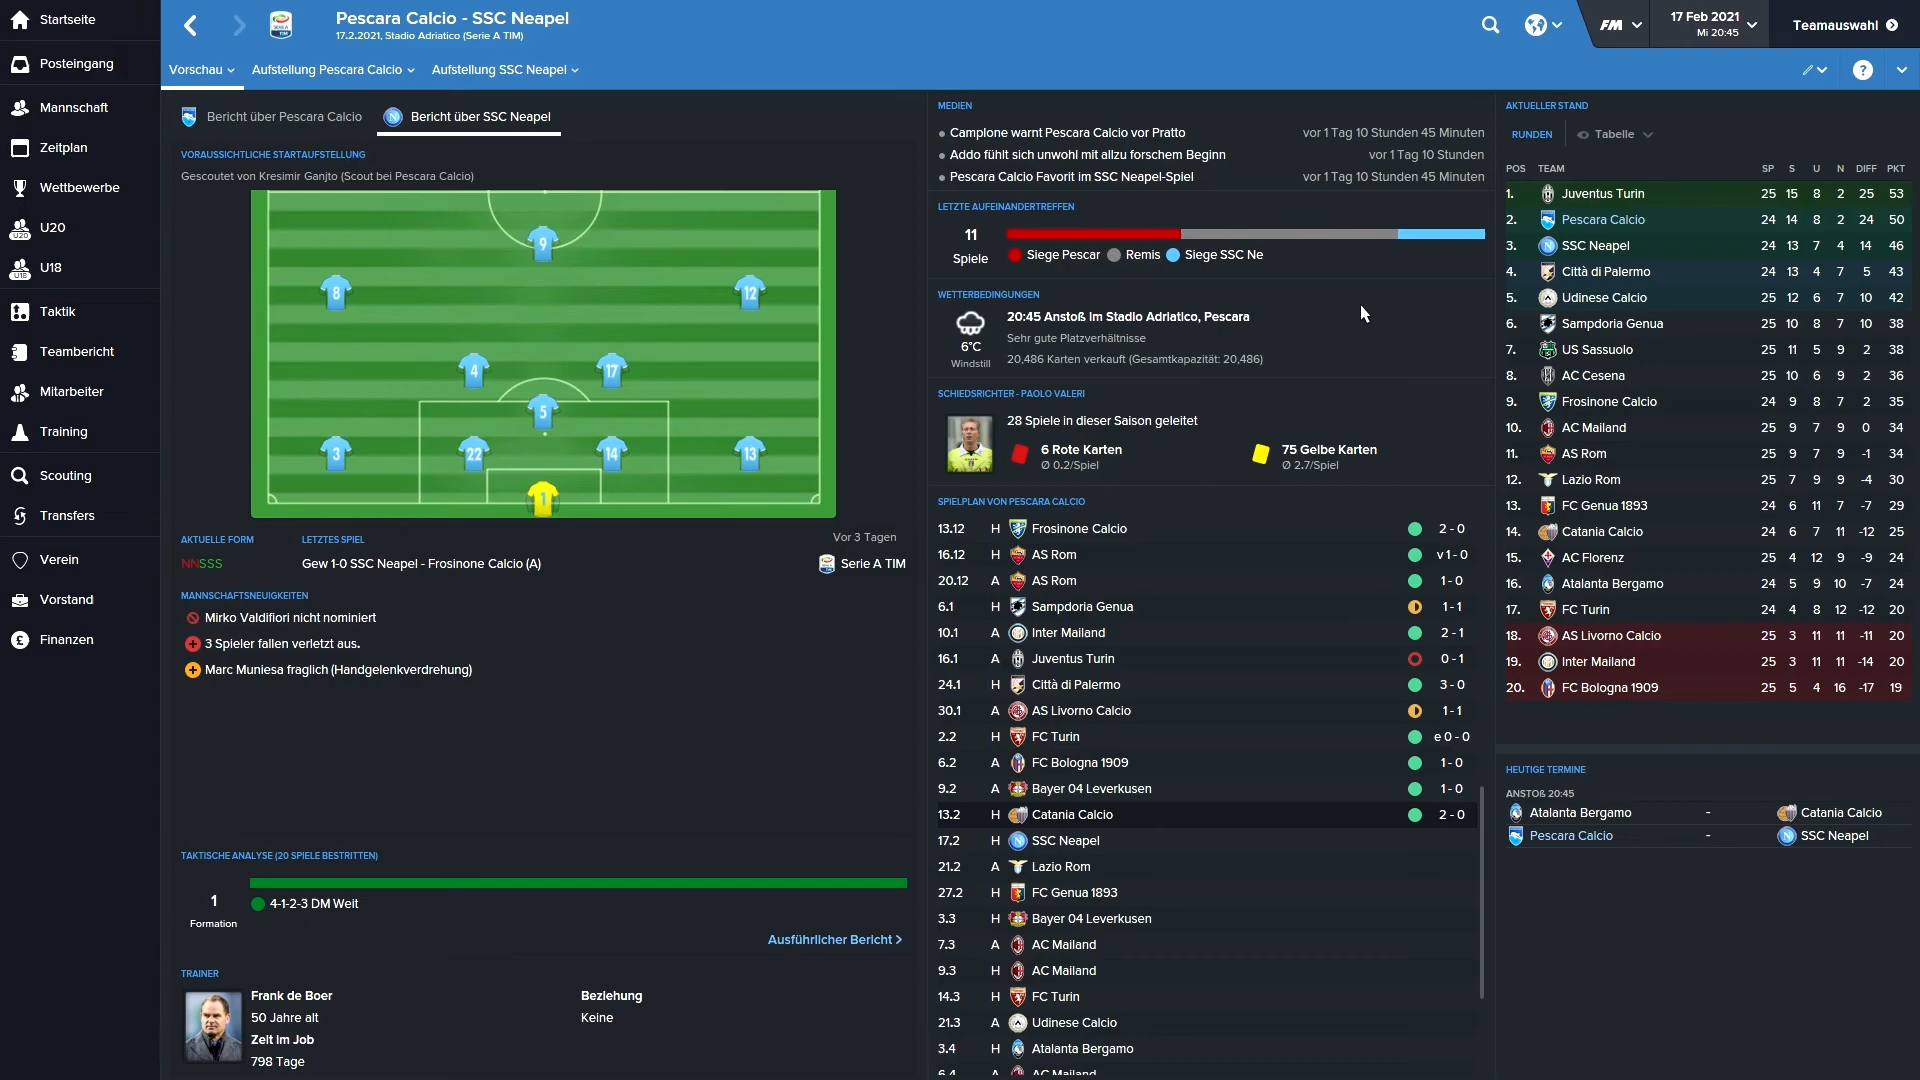 Startseite
Posteingang
Mannschaft
Zeitplan
Wettbewerbe
U20
U18
Taktik
Teambericht
Mitarbeiter
Training
Scouting
Transfers
Verein
Vorstand
Finanzen
Pescara Calcio - SSC Neapel
17.2.2021, Stadio Adriatico (Serie A TIM)
FM
17 Feb 2021
Mi 20:45
Teamauswahl
Vorschau
Aufstellung Pescara Calcio
Aufstellung SSC Neapel
?
Bericht über Pescara Calcio
Bericht über SSC Neapel
VORAUSSICHTLICHE STARTAUFSTELLUNG
Gescoutet von Kresimir Ganjto (Scout bei Pescara Calcio)
9
8 12
4 17
5
3 22 14 13
1
AKTUELLE FORM
NNSSS
LETZTES SPIEL
Vor 3 Tagen
Gew 1-0 SSC Neapel - Frosinone Calcio (A)
Serie A TIM
MANNSCHAFTSNEUIGKEITEN
Mirko Valdifiori nicht nominiert
3 Spieler fallen verletzt aus.
Marc Muniesa fraglich (Handgelenkverdrehung)
TAKTISCHE ANALYSE (20 SPIELE BESTRITTEN)
1
Formation
4-1-2-3 DM Weit
Ausführlicher Bericht >
TRAINER
Frank de Boer
50 Jahre alt
Zeit im Job
798 Tage
Beziehung
Keine
MEDIEN
Camplone warnt Pescara Calcio vor Pratto vor 1 Tag 10 Stunden 45 Minuten
Addo fühlt sich unwohl mit allzu forschem Beginn vor 1 Tag 10 Stunden
Pescara Calcio Favorit im SSC Neapel-Spiel vor 1 Tag 10 Stunden 45 Minuten
LETZTE AUFEINANDERTREFFEN
11
Spiele
Siege Pescar Remis Siege SSC Ne
WETTERBEDINGUNGEN
6°C
Windstill
20:45 Anstoß im Stadio Adriatico, Pescara
Sehr gute Platzverhältnisse
20,486 Karten verkauft (Gesamtkapazität: 20,486)
SCHIEDSRICHTER - PAOLO VALERI
28 Spiele in dieser Saison geleitet
6 Rote Karten
Ø 0.2/Spiel
75 Gelbe Karten
Ø 2.7/Spiel
SPIELPLAN VON PESCARA CALCIO
13.12 H Frosinone Calcio 2 - 0
16.12 H AS Rom v 1 - 0
20.12 A AS Rom 1 - 0
6.1 H Sampdoria Genua 1 - 1
10.1 A Inter Mailand 2 - 1
16.1 A Juventus Turin 0 - 1
24.1 H Città di Palermo 3 - 0
30.1 A AS Livorno Calcio 1 - 1
2.2 H FC Turin e 0 - 0
6.2 A FC Bologna 1909 1 - 0
9.2 A Bayer 04 Leverkusen 1 - 0
13.2 H Catania Calcio 2 - 0
17.2 H SSC Neapel
21.2 A Lazio Rom
27.2 H FC Genua 1893
3.3 H Bayer 04 Leverkusen
7.3 A AC Mailand
9.3 H AC Mailand
14.3 H FC Turin
21.3 A Udinese Calcio
3.4 H Atalanta Bergamo
6.4 A AC Mailand
AKTUELLER STAND
RUNDEN
Tabelle
POS TEAM SP S U N DIFF PKT
1. Juventus Turin 25 15 8 2 25 53
2. Pescara Calcio 24 14 8 2 24 50
3. SSC Neapel 24 13 7 4 14 46
4. Città di Palermo 24 13 4 7 5 43
5. Udinese Calcio 25 12 6 7 10 42
6. Sampdoria Genua 25 10 8 7 10 38
7. US Sassuolo 25 11 5 9 2 38
8. AC Cesena 25 10 6 9 2 36
9. Frosinone Calcio 24 9 8 7 2 35
10. AC Mailand 25 9 7 9 0 34
11. AS Rom 25 9 7 9 -1 34
12. Lazio Rom 25 7 9 9 -4 30
13. FC Genua 1893 24 6 11 7 -7 29
14. Catania Calcio 24 6 7 11 -12 25
15. AC Florenz 25 4 12 9 -9 24
16. Atalanta Bergamo 24 5 9 10 -7 24
17. FC Turin 24 4 8 12 -12 20
18. AS Livorno Calcio 25 3 11 11 -11 20
19. Inter Mailand 25 3 11 11 -14 20
20. FC Bologna 1909 25 5 4 16 -17 19
HEUTIGE TERMINE
ANSTOß 20:45
Atalanta Bergamo - Catania Calcio
Pescara Calcio - SSC Neapel